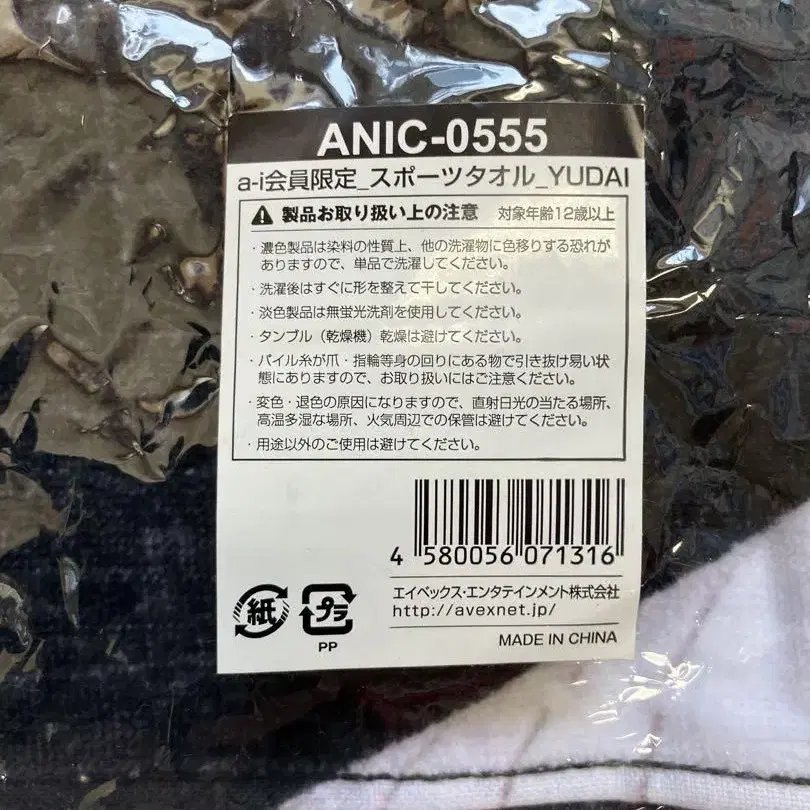 ANIC-0555
a-i会員限定_スポーツタオル_YUDAI
製品お取り扱い上の注意 対象年齢12歳以上
・濃色製品は染料の性質上、他の洗濯物に色移りする恐れが
ありますので、単品で洗濯してください。
・洗濯後はすぐに形を整えて干してください。
・淡色製品は無蛍光洗剤を使用してください。
・タンブル（乾燥機）乾燥は避けてください。
・パイル糸が爪・指輪等身の回りにある物で引き抜け易い状
態にありますので、お取り扱いにはご注意ください。
・変色・退色の原因になりますので、直射日光の当たる場所、
高温多湿な場所、火気周辺での保管は避けてください。
・用途以外のご使用は避けてください。
4 580056 071316
エイベックス・エンタテインメント株式会社
http://avexnet.jp/
紙 プラ
PP
MADE IN CHINA